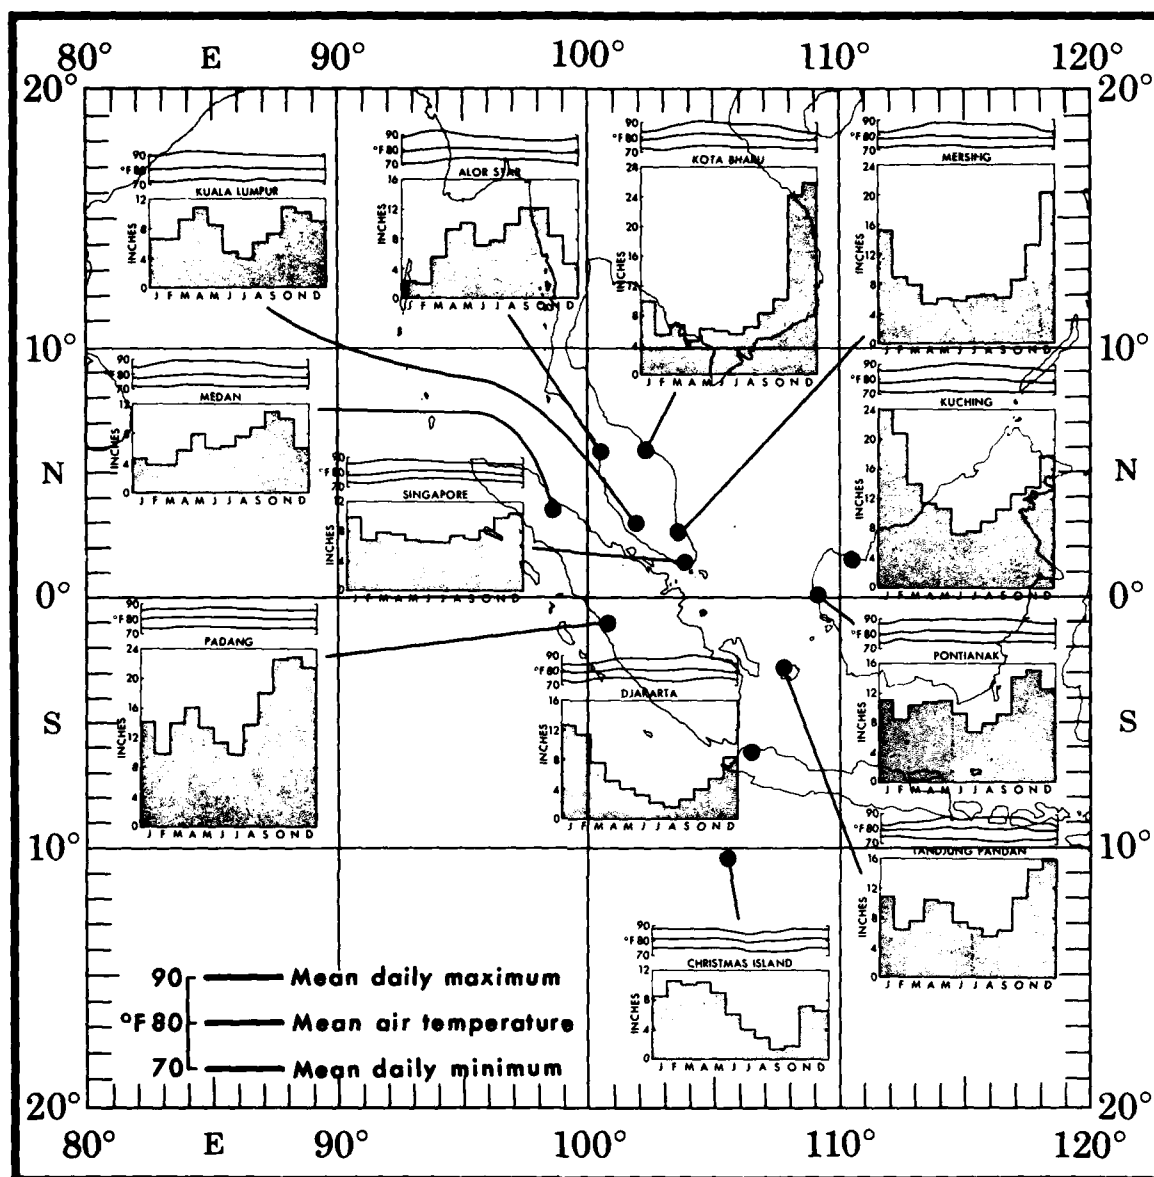 80° E 90° 100° 110° 120°
20° 20°
90
°F 80
70
KOTA BHARU
INCHES
28
24
20
16
12
8
4
0
J F M A M J J A S O N D
90
°F 80
70
MERSING
INCHES
24
20
16
12
8
4
0
J F M A M J J A S O N D
90
°F 80
70
ALOR STAR
INCHES
16
12
8
4
0
J F M A M J J A S O N D
90
°F 80
70
KUALA LUMPUR
INCHES
12
8
4
0
J F M A M J J A S O N D
10° 10°
90
°F 80
70
MEDAN
INCHES
12
8
4
0
J F M A M J J A S O N D
90
°F 80
70
KUCHING
INCHES
24
20
16
12
8
4
0
J F M A M J J A S O N D
N N
90
°F 80
70
SINGAPORE
INCHES
12
8
4
0
J F M A M J J A S O N D
0° 0°
90
°F 80
70
PADANG
INCHES
24
20
16
12
8
4
0
J F M A M J J A S O N D
90
°F 80
70
DJAKARTA
INCHES
16
12
8
4
0
J F M A M J J A S O N D
90
°F 80
70
PONTIANAK
INCHES
16
12
8
4
0
J F M A M J J A S O N D
S S
10° 10°
90
°F 80
70
TANDJUNG PANDAN
INCHES
16
12
8
4
0
J F M A M J J A S O N D
90
°F 80
70
CHRISTMAS ISLAND
INCHES
12
8
4
0
J F M A M J J A S O N D
90 Mean daily maximum
°F 80 Mean air temperature
70 Mean daily minimum
20° 20°
80° E 90° 100° 110° 120°